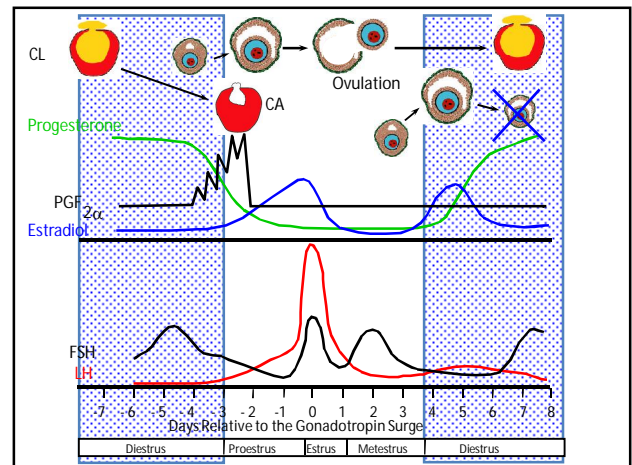 CL
Ovulation
CA
Progesterone
PGF2α
Estradiol
FSH
LH
-7 -6 -5 -4 -3 - 2 -1 0 1 2 3 4 5 6 7 8
Days Relative to the Gonadotropin Surge
Diestrus Proestrus Estrus Metestrus Diestrus